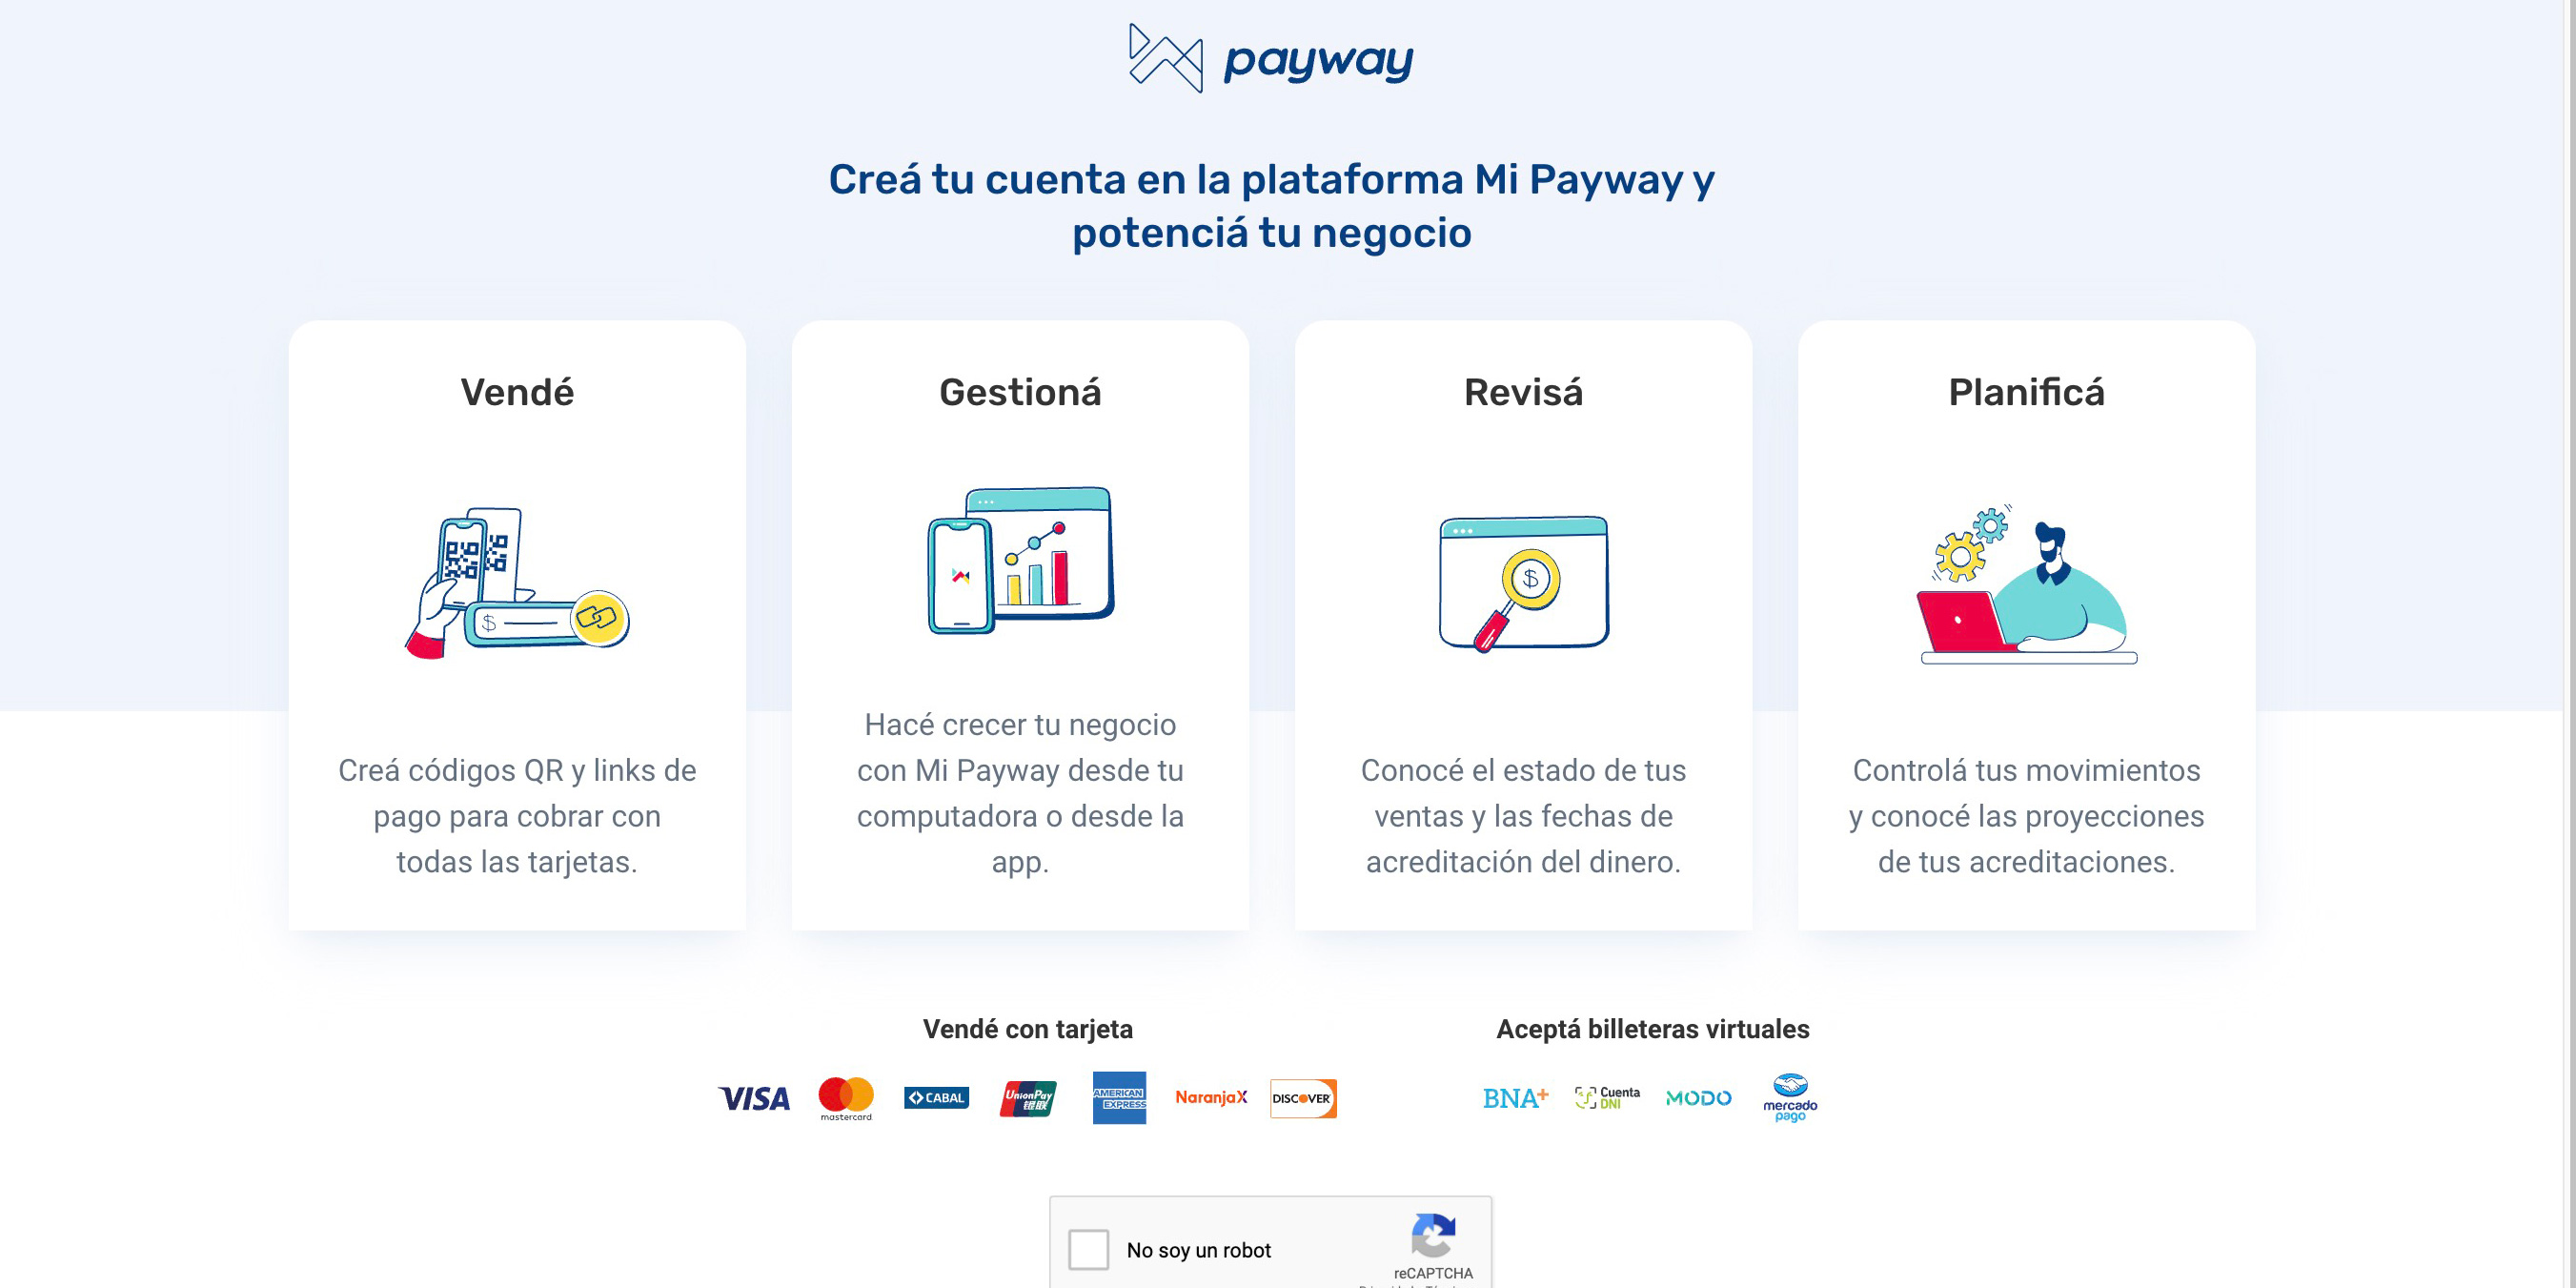 payway
Creá tu cuenta en la plataforma Mi Payway y
potenciá tu negocio
Vendé
Creá códigos QR y links de
pago para cobrar con
todas las tarjetas.
Gestioná
Hacé crecer tu negocio
con Mi Payway desde tu
computadora o desde la
app.
Revisá
Conocé el estado de tus
ventas y las fechas de
acreditación del dinero.
Planificá
Controlá tus movimientos
y conocé las proyecciones
de tus acreditaciones.
Vendé con tarjeta
VISA
mastercard
CABAL
UnionPay
银联
AMERICAN
EXPRESS
NaranjaX
DISCOVER
Aceptá billeteras virtuales
BNA+
Cuenta
DNI
MODO
mercado
pago
No soy un robot
reCAPTCHA